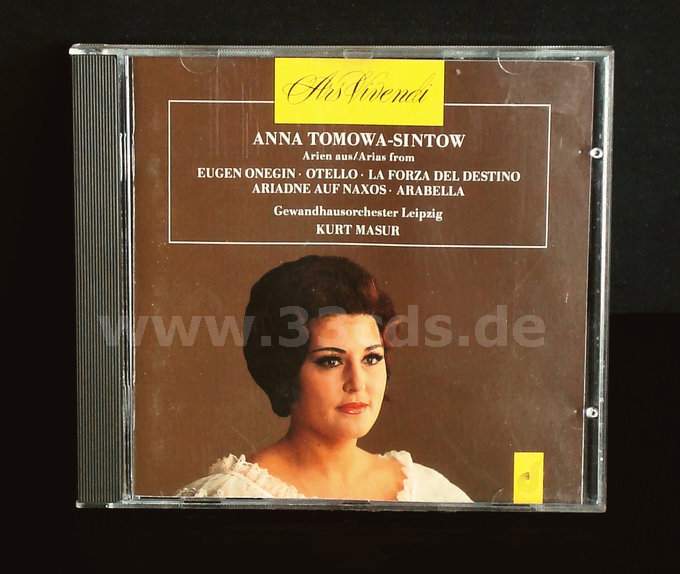 Ars Vivendi
ANNA TOMOWA-SINTOW
Arien aus/Arias from
EUGEN ONEGIN · OTELLO · LA FORZA DEL DESTINO
ARIADNE AUF NAXOS · ARABELLA
Gewandhausorchester Leipzig
KURT MASUR
www.33rds.de